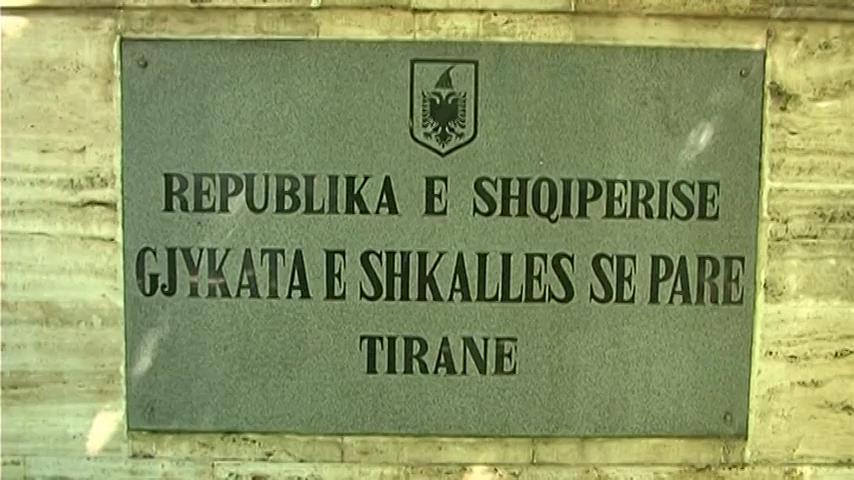 REPUBLIKA E SHQIPERISE
GJYKATA E SHKALLES SE PARE
TIRANE